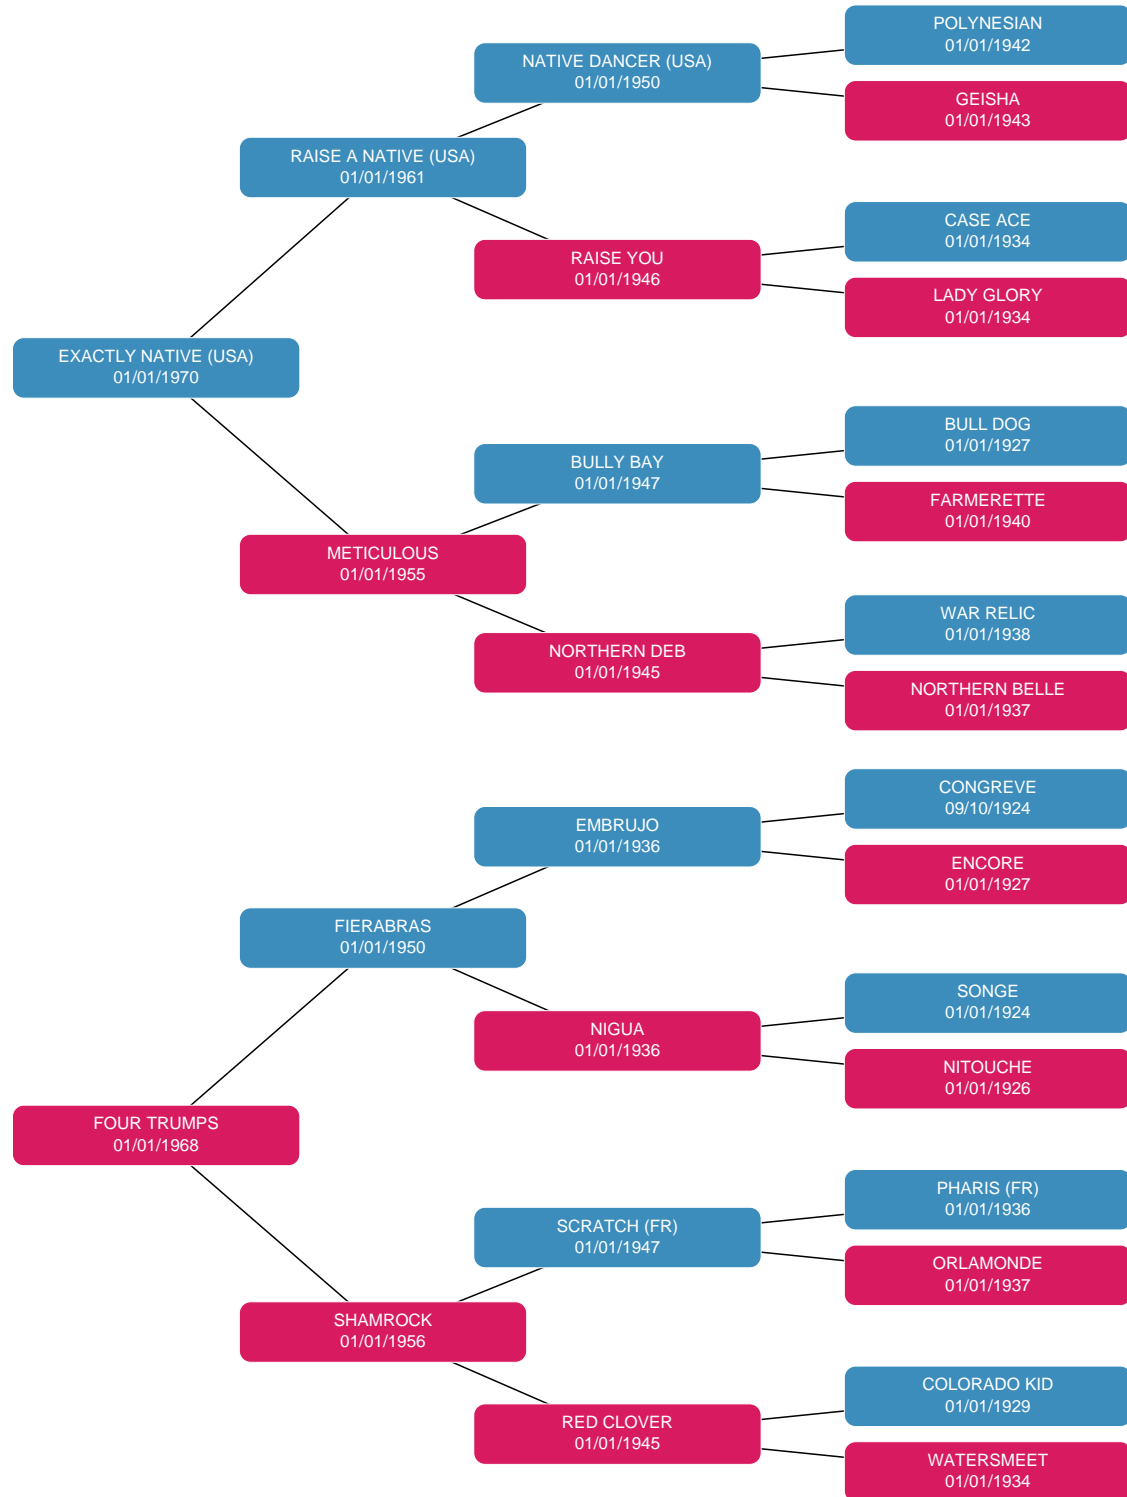 POLYNESIAN
01/01/1942
NATIVE DANCER (USA)
01/01/1950
GEISHA
01/01/1943
RAISE A NATIVE (USA)
01/01/1961
CASE ACE
01/01/1934
RAISE YOU
01/01/1946
LADY GLORY
01/01/1934
EXACTLY NATIVE (USA)
01/01/1970
BULL DOG
01/01/1927
BULLY BAY
01/01/1947
FARMERETTE
01/01/1940
METICULOUS
01/01/1955
WAR RELIC
01/01/1938
NORTHERN DEB
01/01/1945
NORTHERN BELLE
01/01/1937
CONGREVE
09/10/1924
EMBRUJO
01/01/1936
ENCORE
01/01/1927
FIERABRAS
01/01/1950
SONGE
01/01/1924
NIGUA
01/01/1936
NITOUCHE
01/01/1926
FOUR TRUMPS
01/01/1968
PHARIS (FR)
01/01/1936
SCRATCH (FR)
01/01/1947
ORLAMONDE
01/01/1937
SHAMROCK
01/01/1956
COLORADO KID
01/01/1929
RED CLOVER
01/01/1945
WATERSMEET
01/01/1934